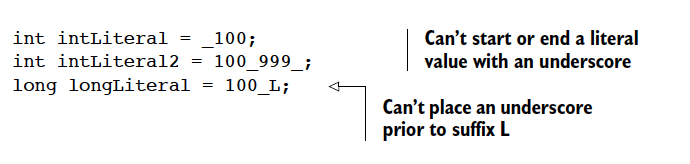 int intLiteral = _100;
int intLiteral2 = 100_999_;
long longLiteral = 100_L;
Can't start or end a literal
value with an underscore
Can't place an underscore
prior to suffix L